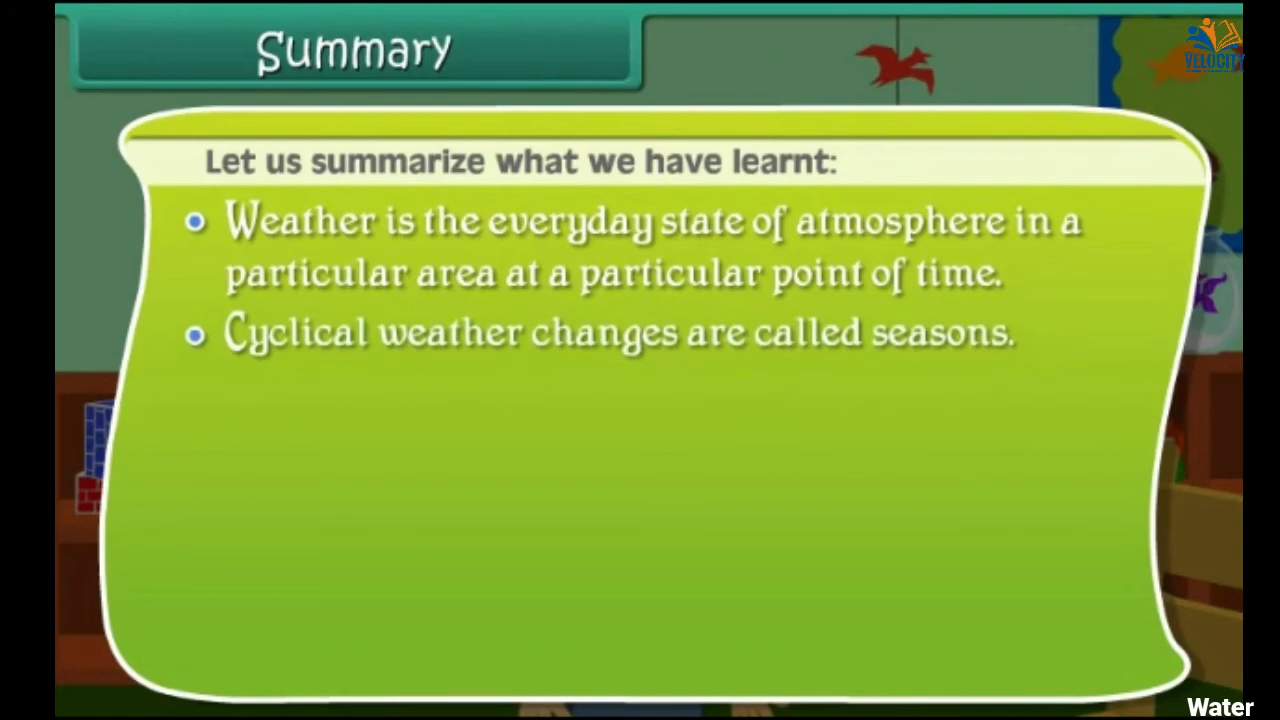 Summary
VELOCITY
Let us summarize what we have learnt:
Weather is the everyday state of atmosphere in a
particular area at a particular point of time.
Cyclical weather changes are called seasons.
Water